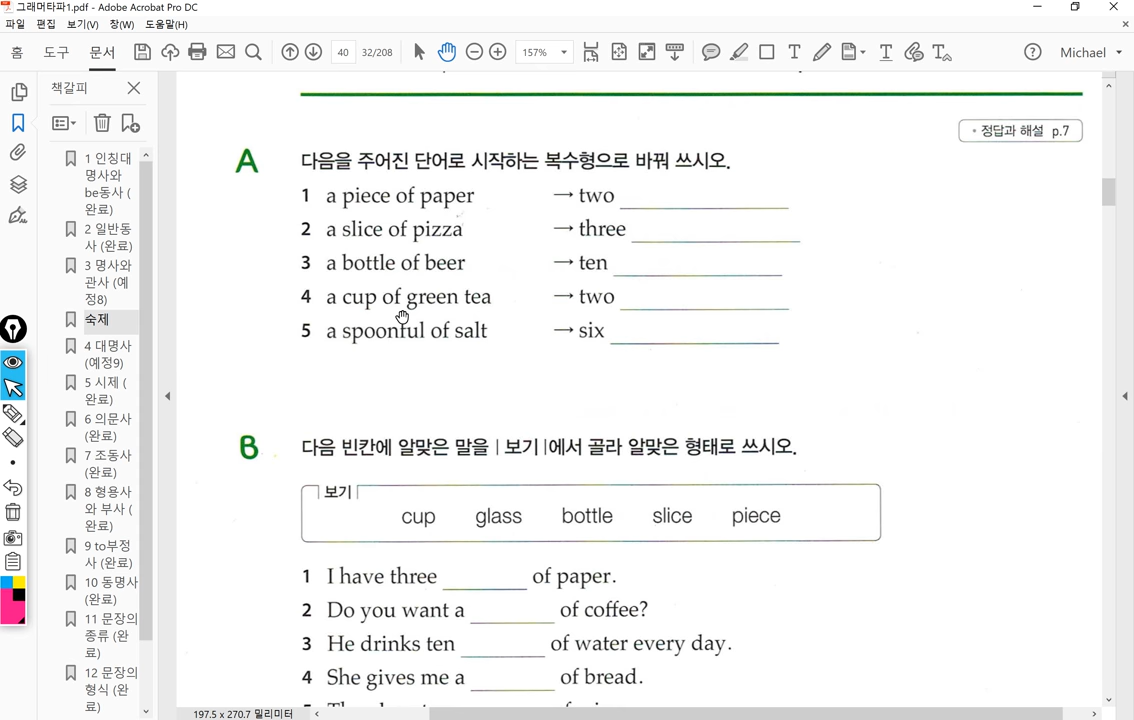 그래머타파1.pdf - Adobe Acrobat Pro DC
파일 편집 보기(V) 창(W) 도움말(H)
홈 도구 문서 40 32/208 157% Michael
책갈피
1 인칭대
명사와
be동사 (
완료)
2 일반동
사 (완료)
3 명사와
관사 (예
정8)
숙제
4 대명사
(예정9)
5 시제 (
완료)
6 의문사
(완료)
7 조동사
(완료)
8 형용사
와 부사 (
완료)
9 to부정
사 (완료)
10 동명사
(완료)
11 문장의
종류 (완
료)
12 문장의
형식 (완
료)
• 정답과 해설 p.7
A 다음을 주어진 단어로 시작하는 복수형으로 바꿔 쓰시오.
1 a piece of paper → two ______
2 a slice of pizza → three ______
3 a bottle of beer → ten ______
4 a cup of green tea → two ______
5 a spoonful of salt → six ______
B 다음 빈칸에 알맞은 말을 |보기|에서 골라 알맞은 형태로 쓰시오.
보기
cup glass bottle slice piece
1 I have three ______ of paper.
2 Do you want a ______ of coffee?
3 He drinks ten ______ of water every day.
4 She gives me a ______ of bread.
197.5 x 270.7 밀리미터